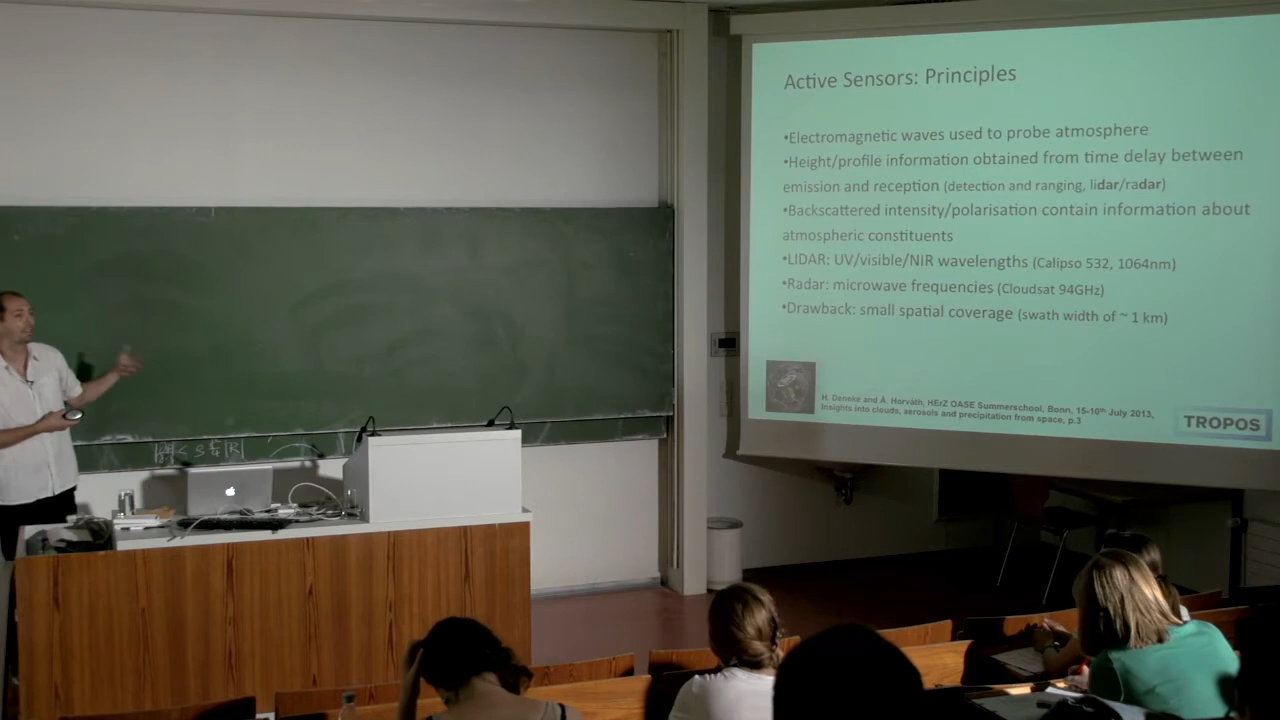 Active Sensors: Principles
•Electromagnetic waves used to probe atmosphere
•Height/profile information obtained from time delay between
emission and reception (detection and ranging, lidar/radar)
•Backscattered intensity/polarisation contain information about
atmospheric constituents
•LIDAR: UV/visible/NIR wavelengths (Calipso 532, 1064nm)
•Radar: microwave frequencies (Cloudsat 94GHz)
•Drawback: small spatial coverage (swath width of ~ 1 km)
H. Deneke and Á. Horváth, HErZ OASE Summerschool, Bonn, 15-10th July 2013,
Insights into clouds, aerosols and precipitation from space, p.3
TROPOS